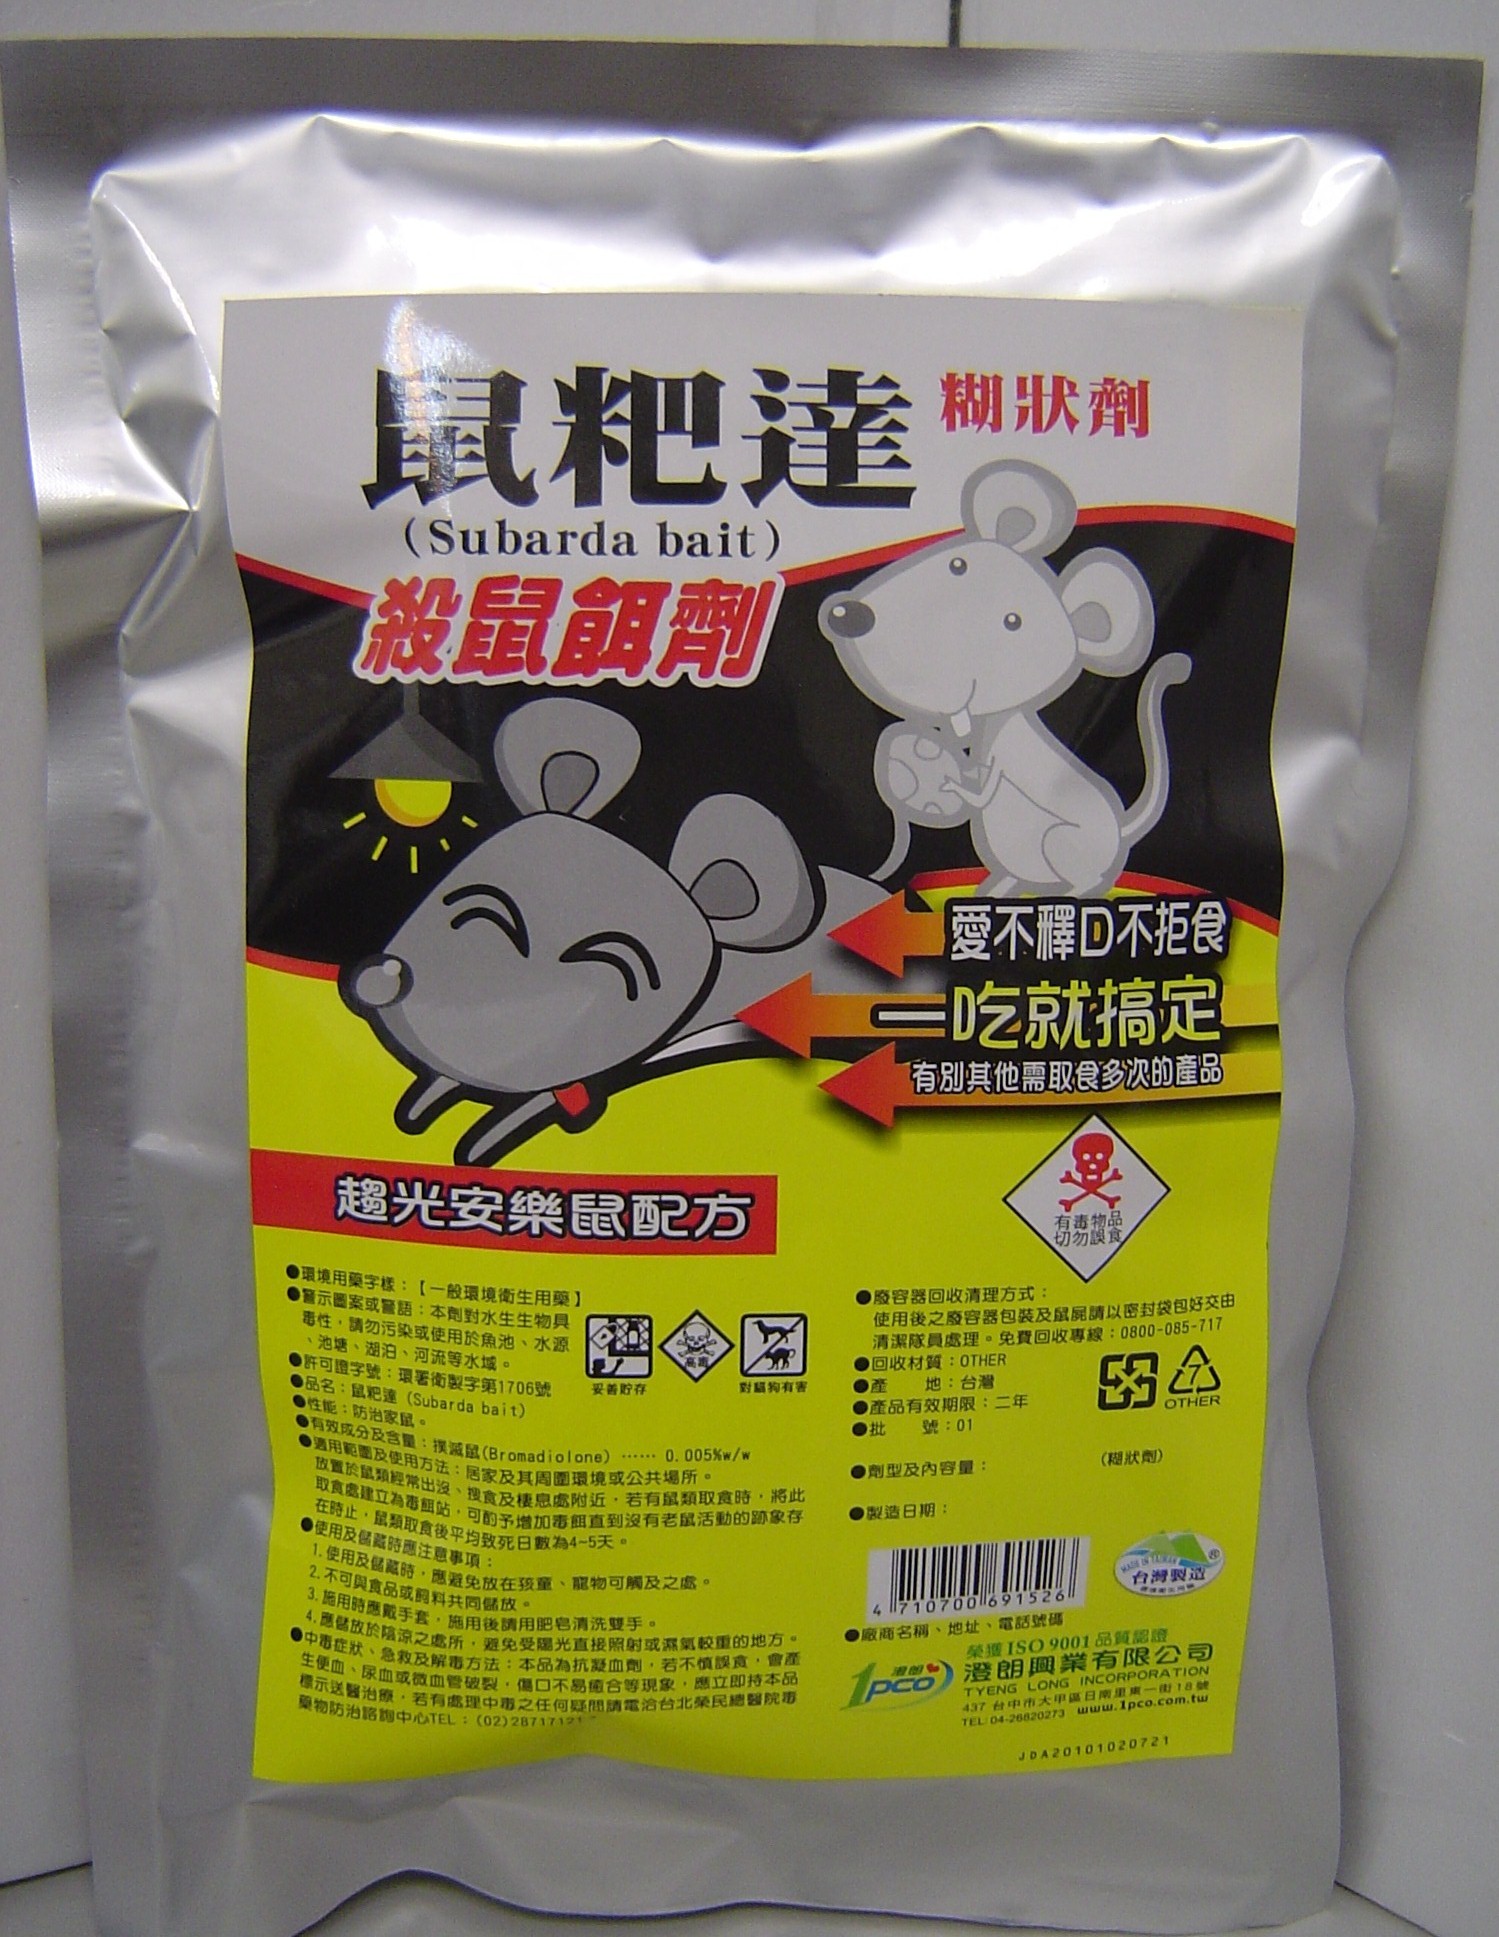 鼠粑達 糊狀劑
(Subarda bait)
殺鼠餌劑
愛不釋D不拒食
一吃就搞定
有別其他需取食多次的產品
有毒物品
切勿誤食
趨光安樂鼠配方
●環境用藥字樣：【一般環境衛生用藥】
●警示圖案或警語：本劑對水生生物具
毒性，請勿污染或使用於魚池、水源
、池塘、湖泊、河流等水域。
●許可證字號：環署衛製字第1706號
●品名：鼠粑達 (Subarda bait)
●性能：防治家鼠。
●有效成分及含量：撲滅鼠(Bromadiolone) …… 0.005%w/w
●適用範圍及使用方法：居家及其周圍環境或公共場所。
放置於鼠類經常出沒、搜食及棲息處附近，若有鼠類取食時，將此
取食處建立為毒餌站，可酌予增加毒餌直到沒有老鼠活動的跡象存
在時止，鼠類取食後平均致死日數為4~5天。
●使用及儲藏時應注意事項：
1.使用及儲藏時，應避免放在孩童、寵物可觸及之處。
2.不可與食品或飼料共同儲放。
3.施用時應戴手套，施用後請用肥皂清洗雙手。
4.應儲放於陰涼之處所，避免受陽光直接照射或濕氣較重的地方。
●中毒症狀、急救及解毒方法：本品為抗凝血劑，若不慎誤食，會產
生便血、尿血或微血管破裂，傷口不易癒合等現象，應立即持本品
標示送醫治療，若有處理中毒之任何疑問請電洽台北榮民總醫院毒
藥物防治諮詢中心TEL：(02)28717121
妥善貯存
高毒
對貓狗有害
●廢容器回收清理方式：
使用後之廢容器包裝及鼠屍請以密封袋包好交由
清潔隊員處理。免費回收專線：0800-085-717
●回收材質：OTHER
●產 地：台灣
●產品有效期限：二年
●批 號：01
7
OTHER
●劑型及內容量： (糊狀劑)
●製造日期：
4 710700 691526
MADE IN TAIWAN
台灣製造
®
●廠商名稱、地址、電話號碼
榮獲ISO 9001品質認證
澄朗
1pco
澄朗興業有限公司
TYENG LONG INCORPORATION
437 台中市大甲區日南里東一街18號
TEL:04-26820273 www.1pco.com.tw
JDA20101020721